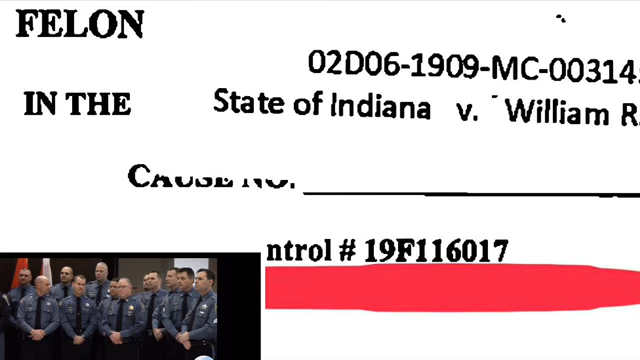 FELON
02D06-1909-MC-00314
IN THE
State of Indiana v. William R.
CAUSE NO.
ntrol # 19F116017